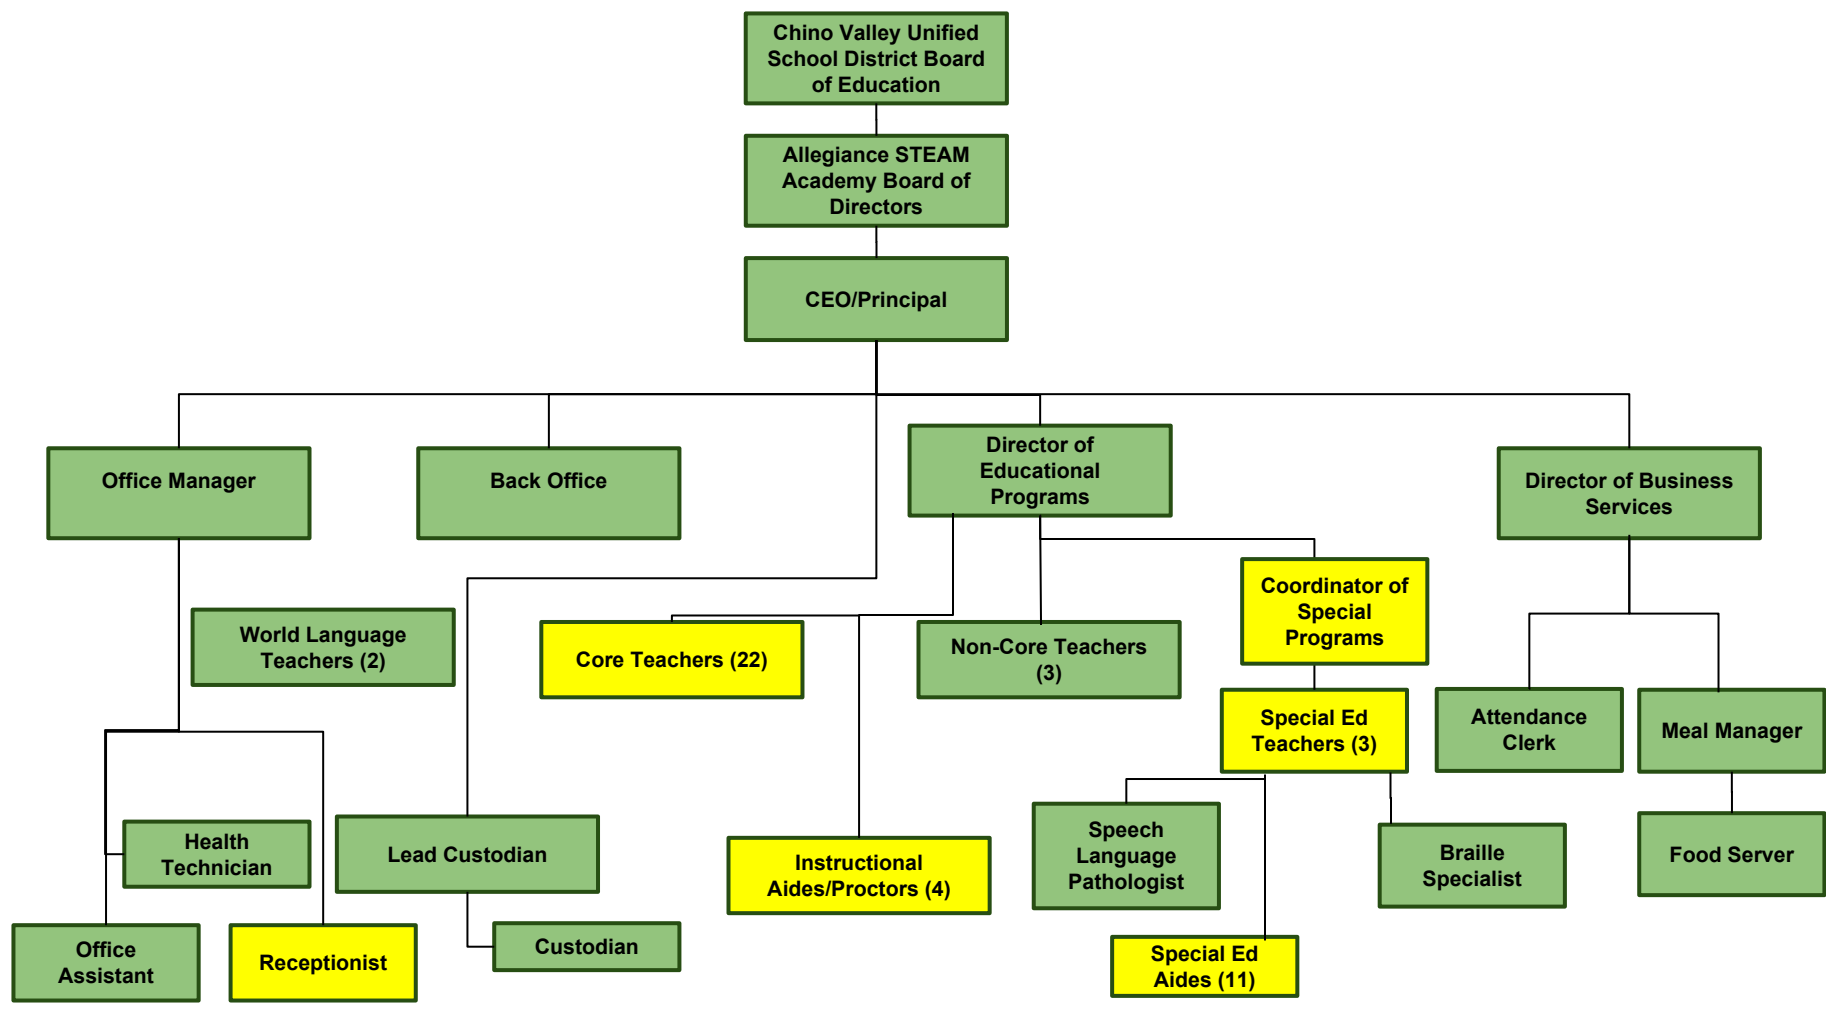 Chino Valley Unified
School District Board
of Education
Allegiance STEAM
Academy Board of
Directors
CEO/Principal
Office Manager
Back Office
Director of
Educational
Programs
Director of Business
Services
World Language
Teachers (2)
Core Teachers (22)
Non-Core Teachers
(3)
Coordinator of
Special
Programs
Special Ed
Teachers (3)
Attendance
Clerk
Meal Manager
Health
Technician
Lead Custodian
Instructional
Aides/Proctors (4)
Speech
Language
Pathologist
Braille
Specialist
Food Server
Office
Assistant
Receptionist
Custodian
Special Ed
Aides (11)